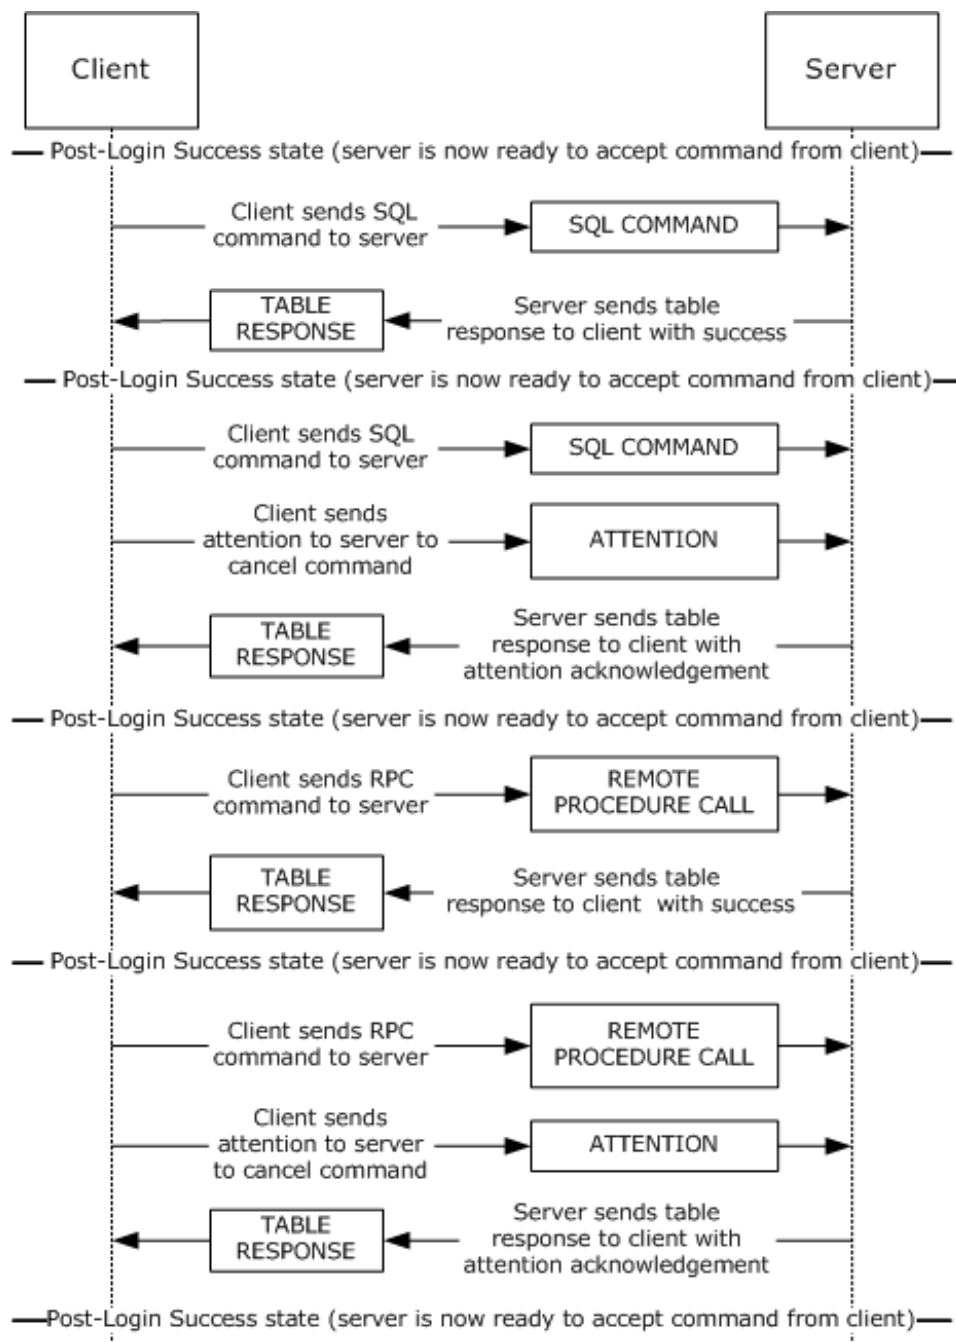 Client
Server
Post-Login Success state (server is now ready to accept command from client)
Client sends SQL
command to server
SQL COMMAND
TABLE
RESPONSE
Server sends table
response to client with success
Post-Login Success state (server is now ready to accept command from client)
Client sends SQL
command to server
SQL COMMAND
Client sends
attention to server to
cancel command
ATTENTION
TABLE
RESPONSE
Server sends table
response to client with
attention acknowledgement
Post-Login Success state (server is now ready to accept command from client)
Client sends RPC
command to server
REMOTE
PROCEDURE CALL
TABLE
RESPONSE
Server sends table
response to client with success
Post-Login Success state (server is now ready to accept command from client)
Client sends RPC
command to server
REMOTE
PROCEDURE CALL
Client sends
attention to server
to cancel command
ATTENTION
TABLE
RESPONSE
Server sends table
response to client with
attention acknowledgement
Post-Login Success state (server is now ready to accept command from client)